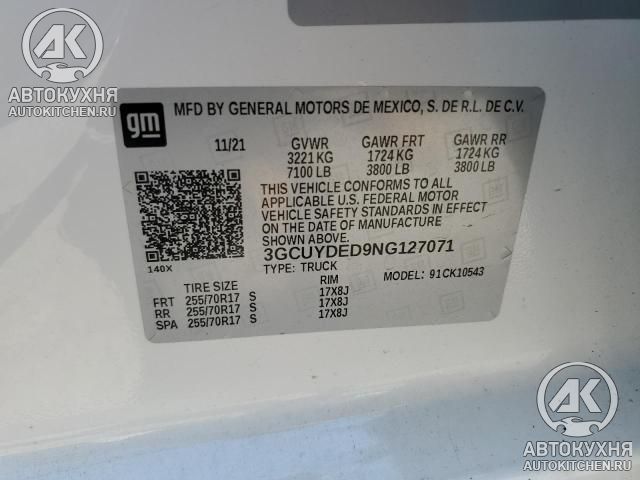 АК
АВТОКУХНЯ
AUTOKITCHEN.RU
gm
MFD BY GENERAL MOTORS DE MEXICO, S. DE R.L. DE C.V.
11/21 GVWR GAWR FRT GAWR RR
3221 KG 1724 KG 1724 KG
7100 LB 3800 LB 3800 LB
THIS VEHICLE CONFORMS TO ALL
APPLICABLE U.S. FEDERAL MOTOR
VEHICLE SAFETY STANDARDS IN EFFECT
ON THE DATE OF MANUFACTURE
SHOWN ABOVE.
3GCUYDED9NG127071
140X TYPE: TRUCK MODEL: 91CK10543
TIRE SIZE RIM
FRT 255/70R17 S 17X8J
RR 255/70R17 S 17X8J
SPA 255/70R17 S 17X8J
АК
АВТОКУХНЯ
AUTOKITCHEN.RU